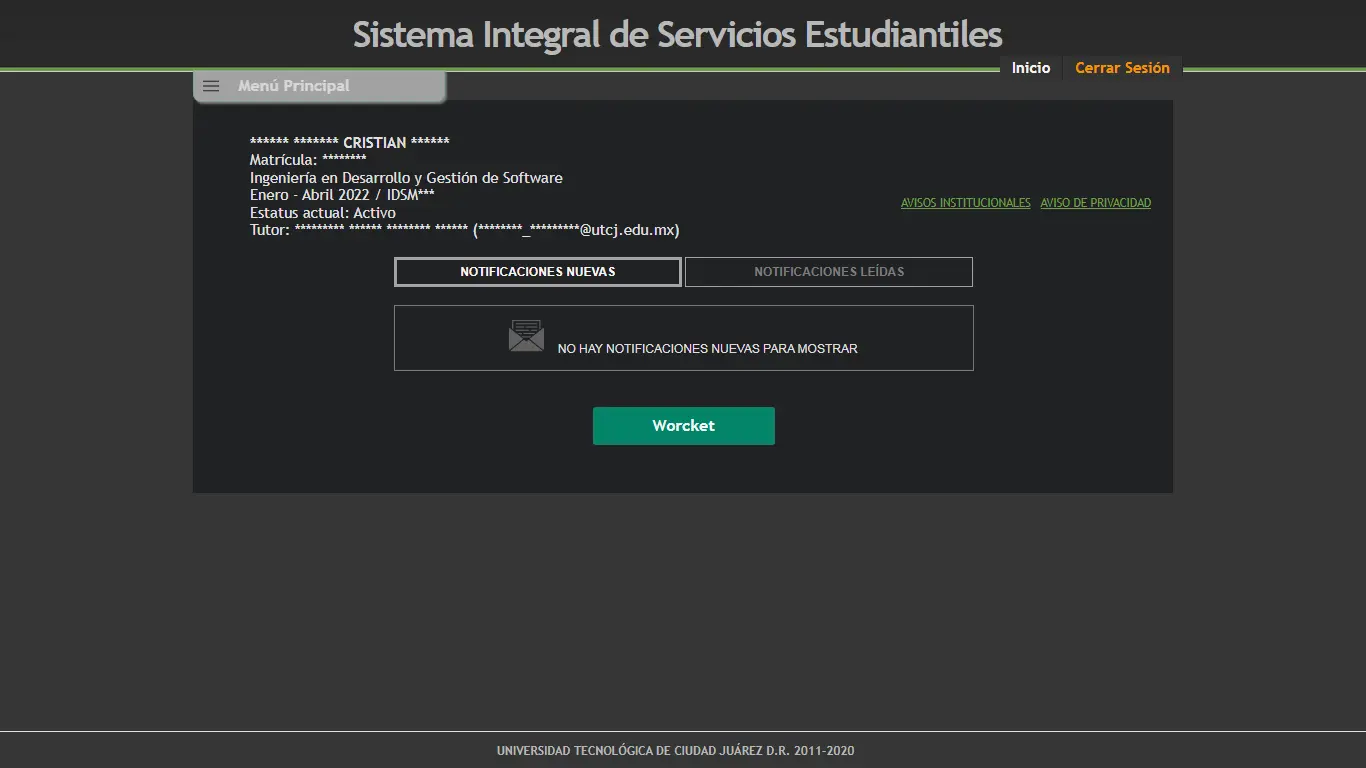 Sistema Integral de Servicios Estudiantiles
Inicio
Cerrar Sesión
Menú Principal
****** ******* CRISTIAN ******
Matrícula: ********
Ingeniería en Desarrollo y Gestión de Software
Enero - Abril 2022 / IDSM***
Estatus actual: Activo
Tutor: ********* ****** ******** ****** (********_*********@utcj.edu.mx)
AVISOS INSTITUCIONALES
AVISO DE PRIVACIDAD
NOTIFICACIONES NUEVAS
NOTIFICACIONES LEÍDAS
NO HAY NOTIFICACIONES NUEVAS PARA MOSTRAR
Worcket
UNIVERSIDAD TECNOLÓGICA DE CIUDAD JUÁREZ D.R. 2011-2020